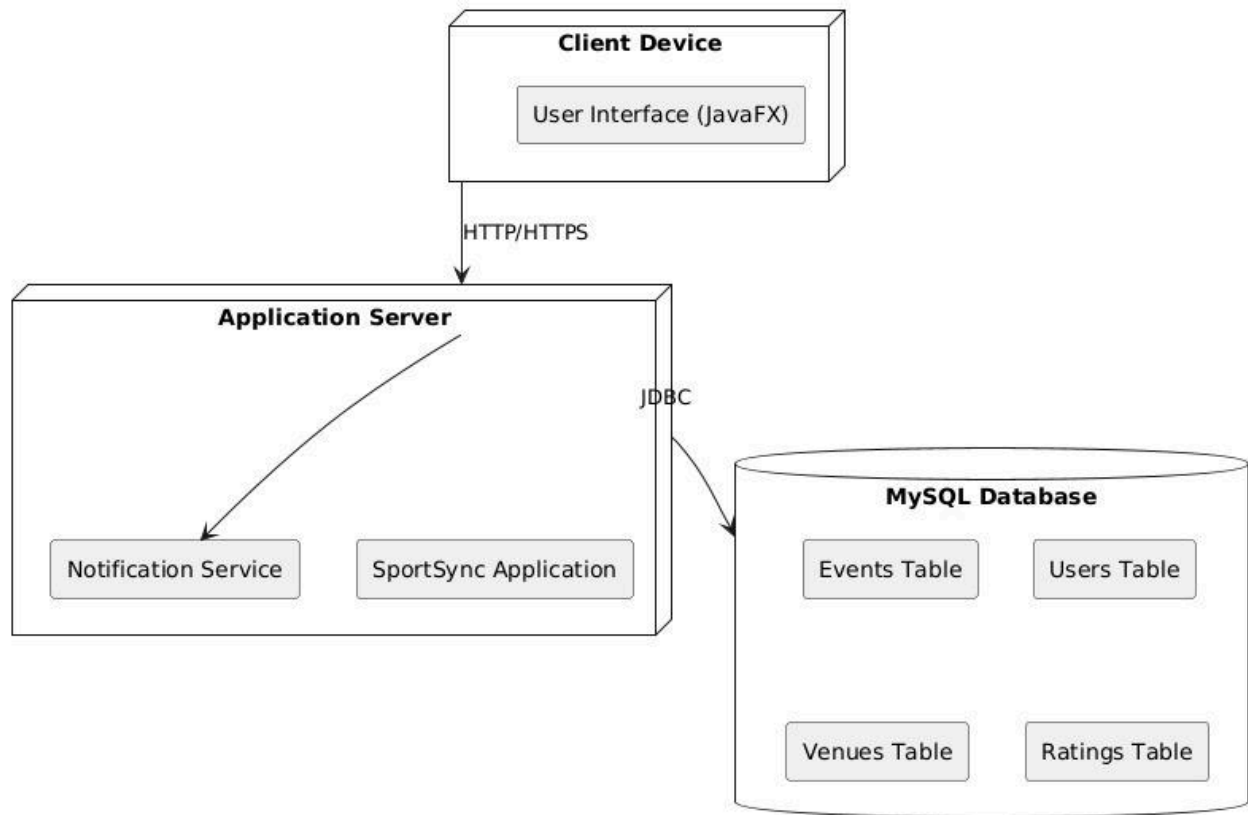 Client Device
User Interface (JavaFX)
HTTP/HTTPS
Application Server
JDBC
Notification Service
SportSync Application
MySQL Database
Events Table
Users Table
Venues Table
Ratings Table